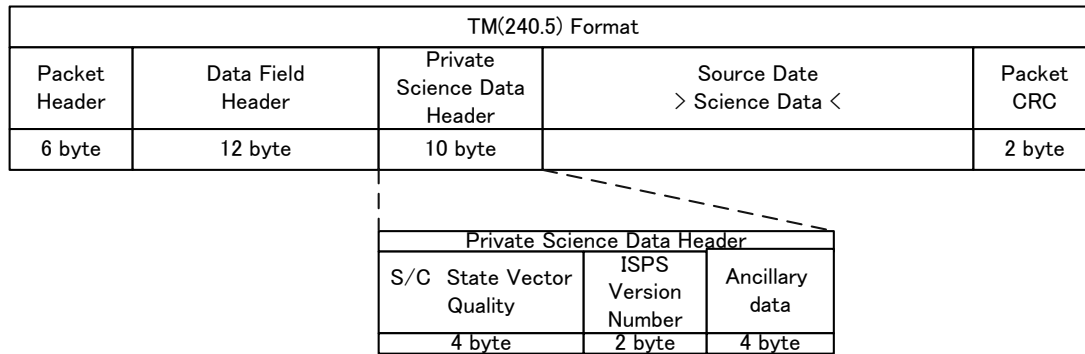 TM(240.5) Format
Packet
Header
Data Field
Header
Private
Science Data
Header
Source Date
> Science Data <
Packet
CRC
6 byte
12 byte
10 byte
2 byte
Private Science Data Header
S/C State Vector
Quality
ISPS
Version
Number
Ancillary
data
4 byte
2 byte
4 byte